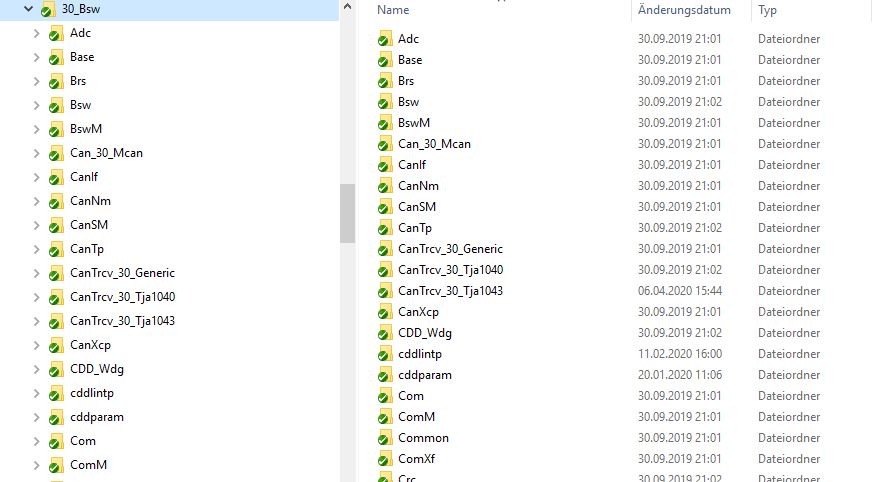 30_Bsw
Adc
Base
Brs
Bsw
BswM
Can_30_Mcan
CanIf
CanNm
CanSM
CanTp
CanTrcv_30_Generic
CanTrcv_30_Tja1040
CanTrcv_30_Tja1043
CanXcp
CDD_Wdg
cddlintp
cddparam
Com
ComM
Name Änderungsdatum Typ
Adc 30.09.2019 21:01 Dateiordner
Base 30.09.2019 21:01 Dateiordner
Brs 30.09.2019 21:01 Dateiordner
Bsw 30.09.2019 21:02 Dateiordner
BswM 30.09.2019 21:01 Dateiordner
Can_30_Mcan 30.09.2019 21:01 Dateiordner
CanIf 30.09.2019 21:01 Dateiordner
CanNm 30.09.2019 21:01 Dateiordner
CanSM 30.09.2019 21:01 Dateiordner
CanTp 30.09.2019 21:02 Dateiordner
CanTrcv_30_Generic 30.09.2019 21:01 Dateiordner
CanTrcv_30_Tja1040 30.09.2019 21:02 Dateiordner
CanTrcv_30_Tja1043 06.04.2020 15:44 Dateiordner
CanXcp 30.09.2019 21:01 Dateiordner
CDD_Wdg 30.09.2019 21:02 Dateiordner
cddlintp 11.02.2020 16:00 Dateiordner
cddparam 20.01.2020 11:06 Dateiordner
Com 30.09.2019 21:01 Dateiordner
ComM 30.09.2019 21:01 Dateiordner
Common 30.09.2019 21:01 Dateiordner
ComXf 30.09.2019 21:01 Dateiordner
Crc 30.09.2019 21:02 Dateiordner